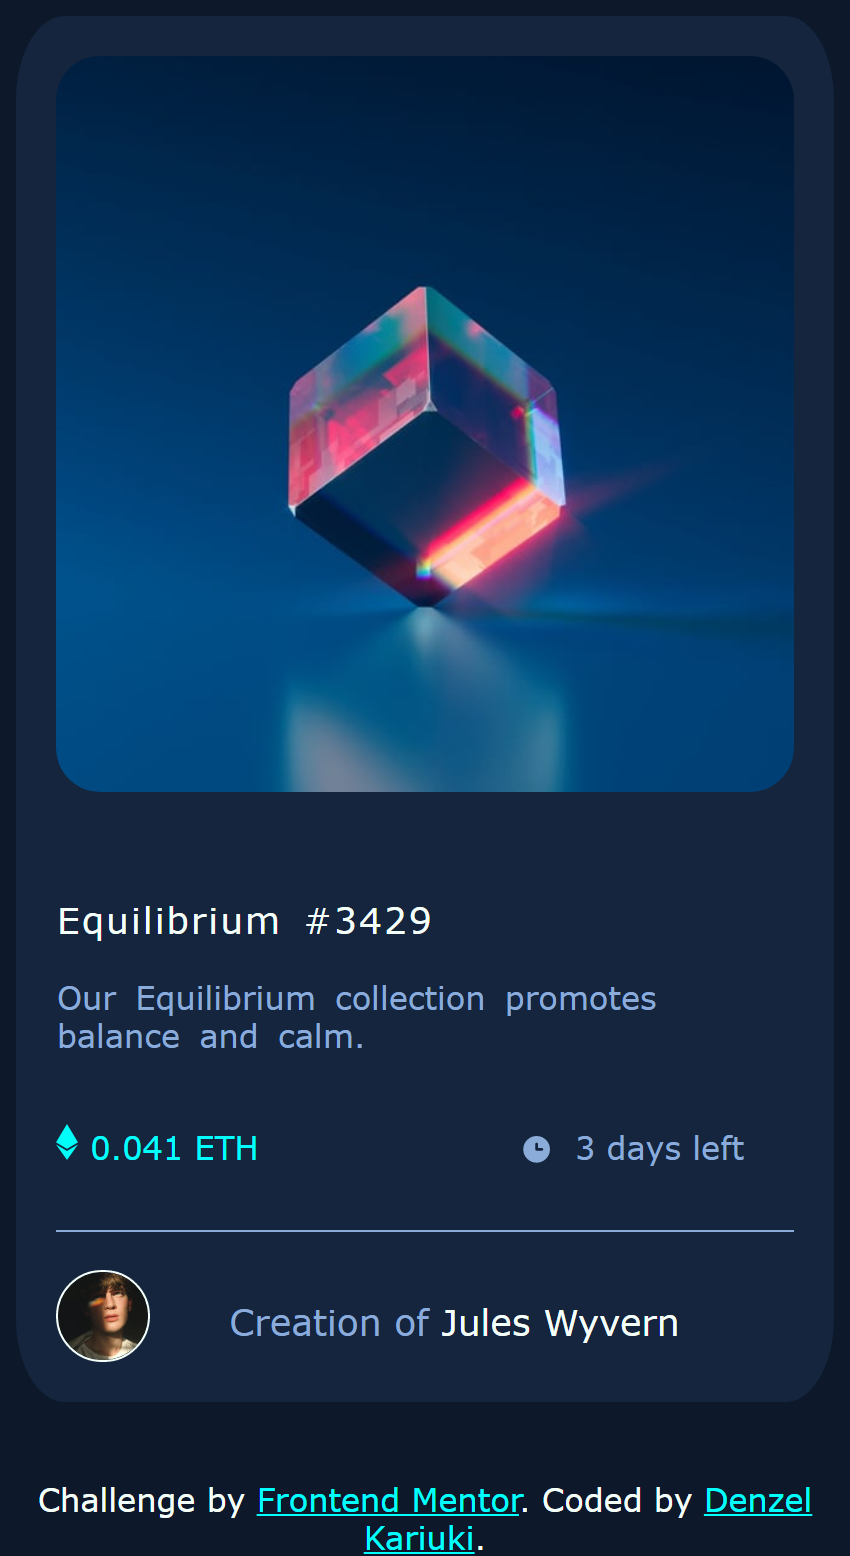 Equilibrium #3429
Our Equilibrium collection promotes
balance and calm.
0.041 ETH
3 days left
Creation of Jules Wyvern
Challenge by Frontend Mentor. Coded by Denzel
Kariuki.